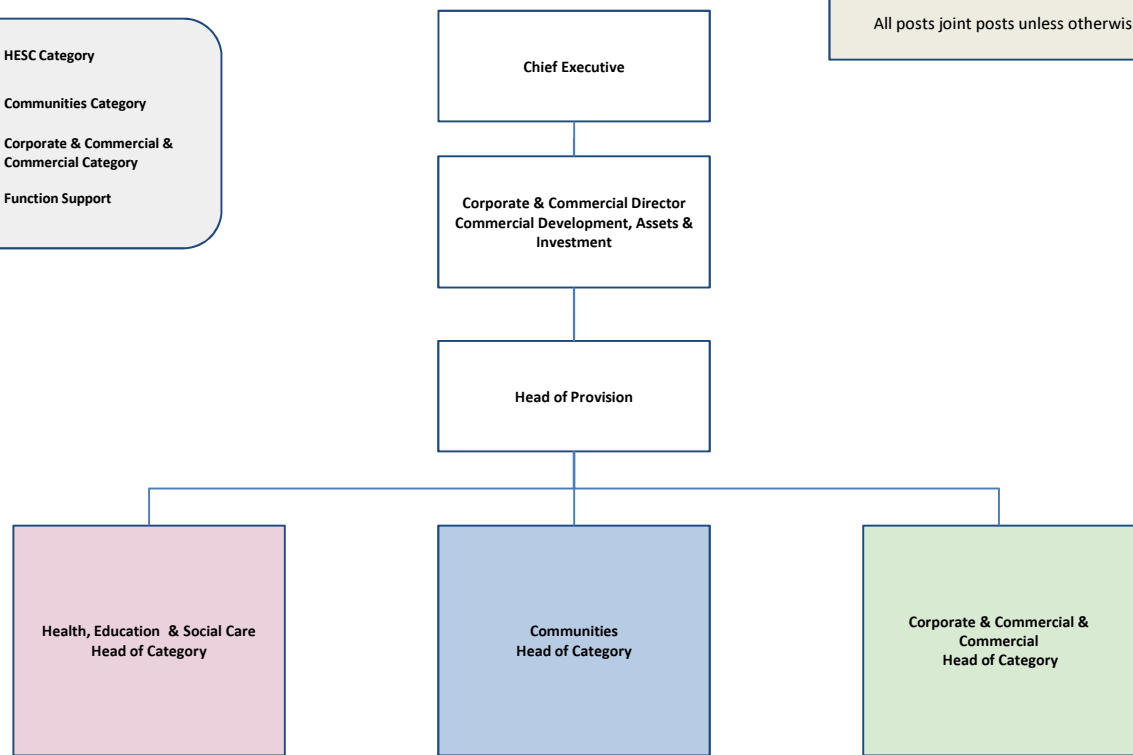 HESC Category
Communities Category
Corporate & Commercial &
Commercial Category
Function Support
All posts joint posts unless
Chief Executive
Corporate & Commercial Director
Commercial Development, Assets &
Investment
Head of Provision
Health, Education & Social Care
Head of Category
Communities
Head of Category
Corporate & Commercial &
Commercial
Head of Category